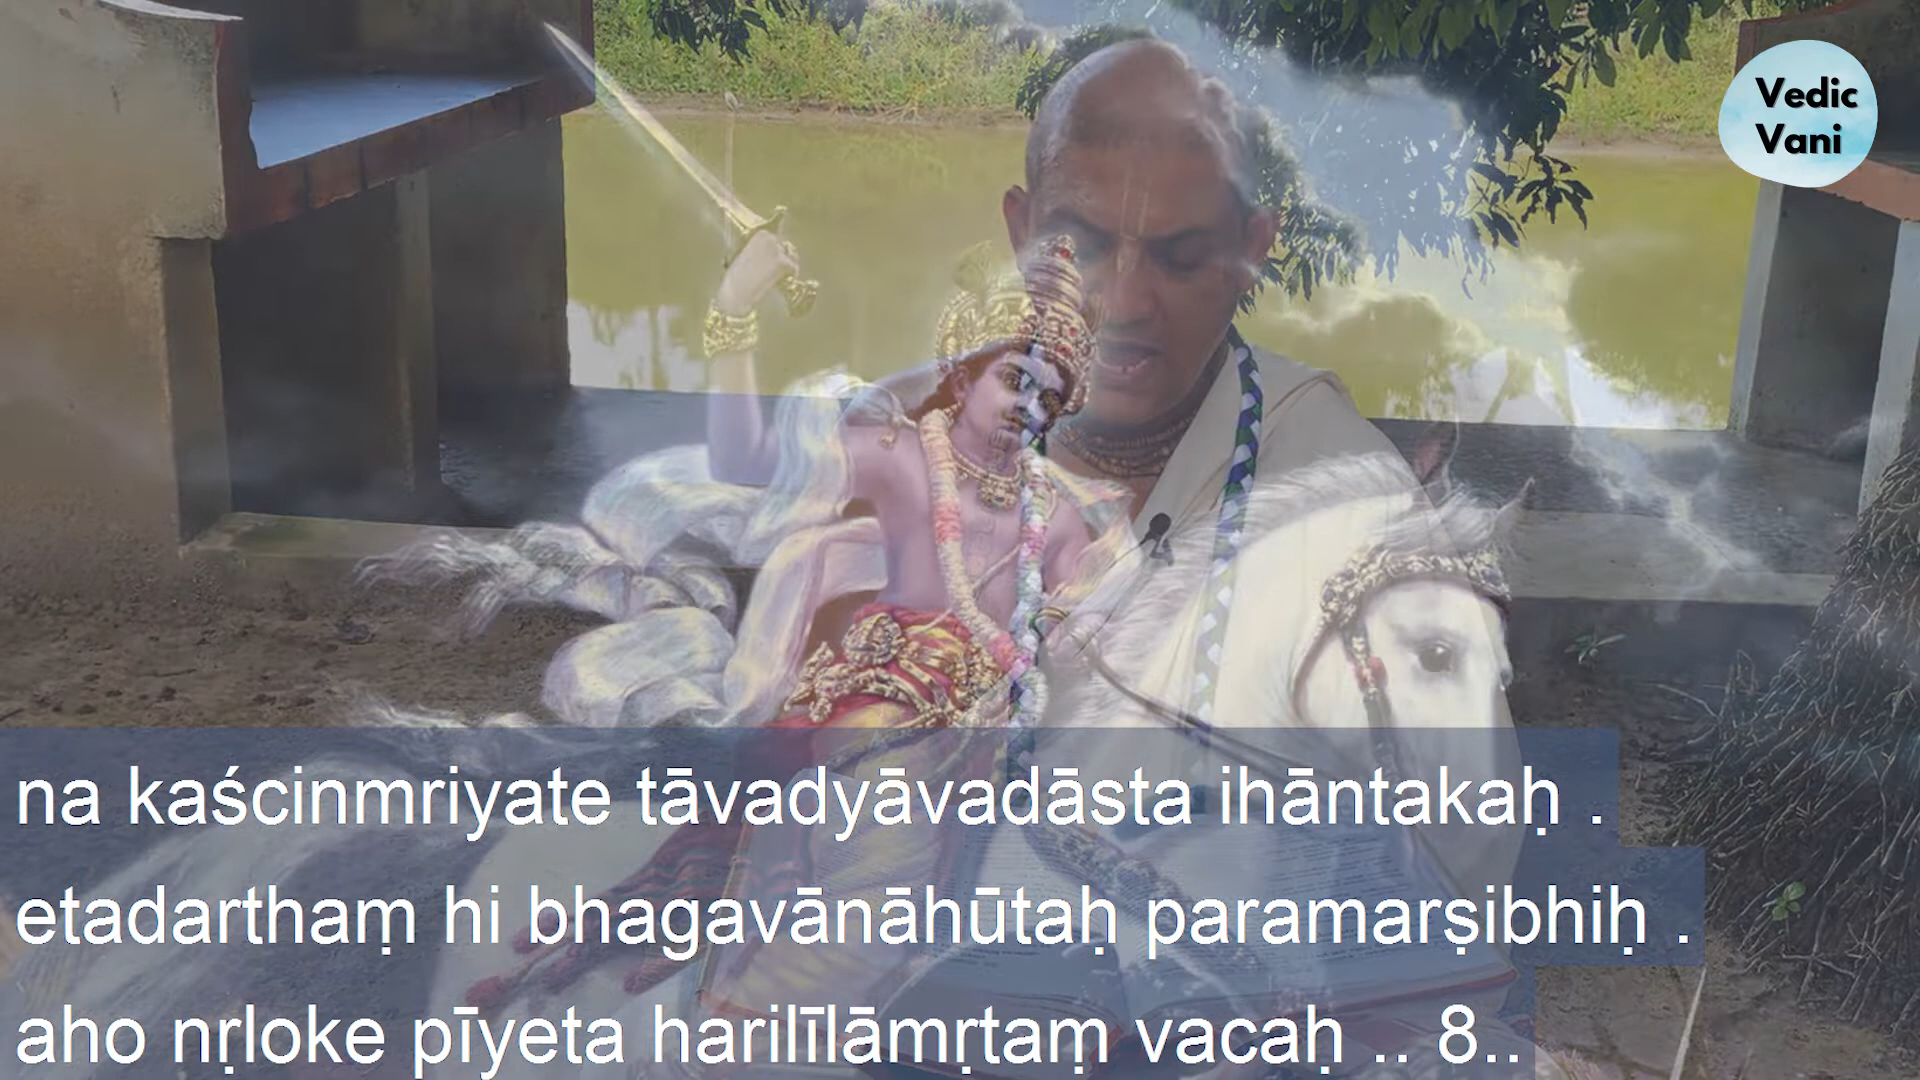 Vedic
Vani
na kaścinmriyate tāvadyāvadāsta ihāntakaḥ .
etadarthaṃ hi bhagavānāhūtaḥ paramarṣibhiḥ .
aho nṛloke pīyeta harilīlāmṛtaṃ vacaḥ .. 8..